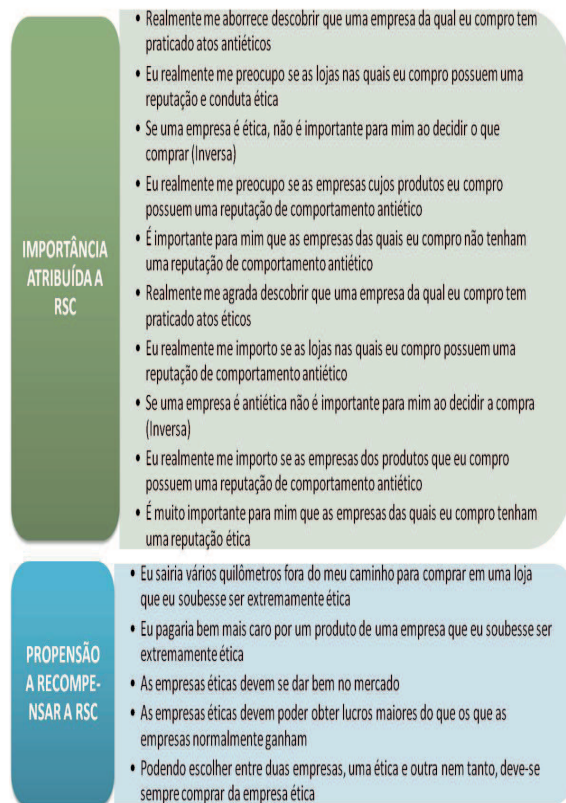 IMPORTÂNCIA
ATRIBUÍDA A
RSC
• Realmente me aborrece descobrir que uma empresa da qual eu compro tem
praticado atos antiéticos
• Eu realmente me preocupo se as lojas nas quais eu compro possuem uma
reputação e conduta ética
• Se uma empresa é ética, não é importante para mim ao decidir o que
comprar (Inversa)
• Eu realmente me preocupo se as empresas cujos produtos eu compro
possuem uma reputação de comportamento antiético
• É importante para mim que as empresas das quais eu compro não tenham
uma reputação de comportamento antiético
• Realmente me agrada descobrir que uma empresa da qual eu compro tem
praticado atos éticos
• Eu realmente me importo se as lojas nas quais eu compro possuem uma
reputação de comportamento antiético
• Se uma empresa é antiética não é importante para mim ao decidir a compra
(Inversa)
• Eu realmente me importo se as empresas dos produtos que eu compro
possuem uma reputação de comportamento antiético
• É muito importante para mim que as empresas das quais eu compro tenham
uma reputação ética
PROPENSÃO
A RECOMPE-
NSAR A RSC
• Eu sairia vários quilômetros fora do meu caminho para comprar em uma loja
que eu soubesse ser extremamente ética
• Eu pagaria bem mais caro por um produto de uma empresa que eu soubesse ser
extremamente ética
• As empresas éticas devem se dar bem no mercado
• As empresas éticas devem poder obter lucros maiores do que os que as
empresas normalmente ganham
• Podendo escolher entre duas empresas, uma ética e outra nem tanto, deve-se
sempre comprar da empresa ética